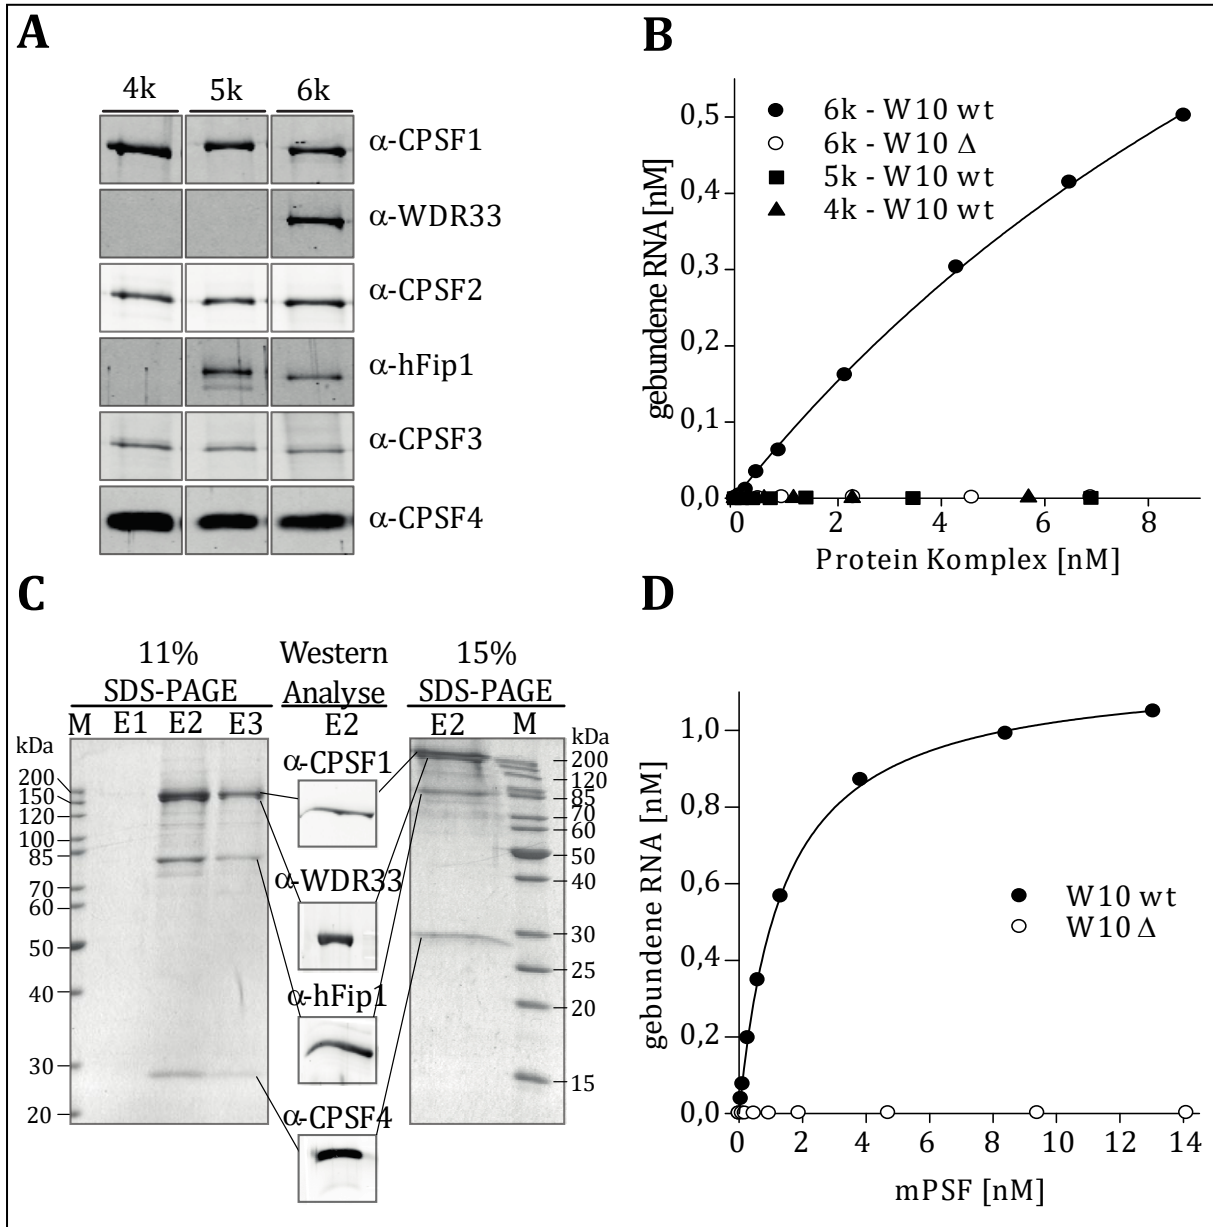 A
4k 5k 6k
α-CPSF1
α-WDR33
α-CPSF2
α-hFip1
α-CPSF3
α-CPSF4
B
gebundene RNA [nM]
0,5
0,4
0,3
0,2
0,1
0,0
6k - W10 wt
6k - W10 Δ
5k - W10 wt
4k - W10 wt
0 2 4 6 8
Protein Komplex [nM]
C
11%
SDS-PAGE
M E1 E2 E3
kDa
200
150
120
100
85
70
60
50
40
30
20
Western
Analyse
E2
α-CPSF1
α-WDR33
α-hFip1
α-CPSF4
15%
SDS-PAGE
E2 M
kDa
200
120
85
70
60
50
40
30
25
20
15
D
gebundene RNA [nM]
1,0
0,8
0,6
0,4
0,2
0,0
W10 wt
W10 Δ
0 2 4 6 8 10 12 14
mPSF [nM]